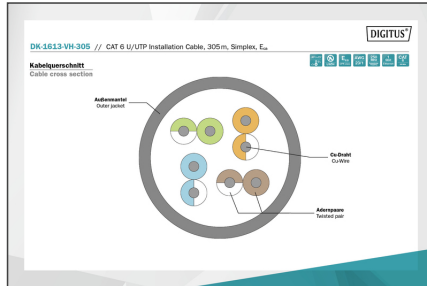 DIGITUS®
DK-1613-VH-305 // CAT 6 U/UTP Installation Cable, 305 m, Simplex, Eca
Kabelquerschnitt
Cable cross section
Außenmantel
Outer jacket
Cu-Draht
Cu-Wire
Adernpaare
Twisted pair